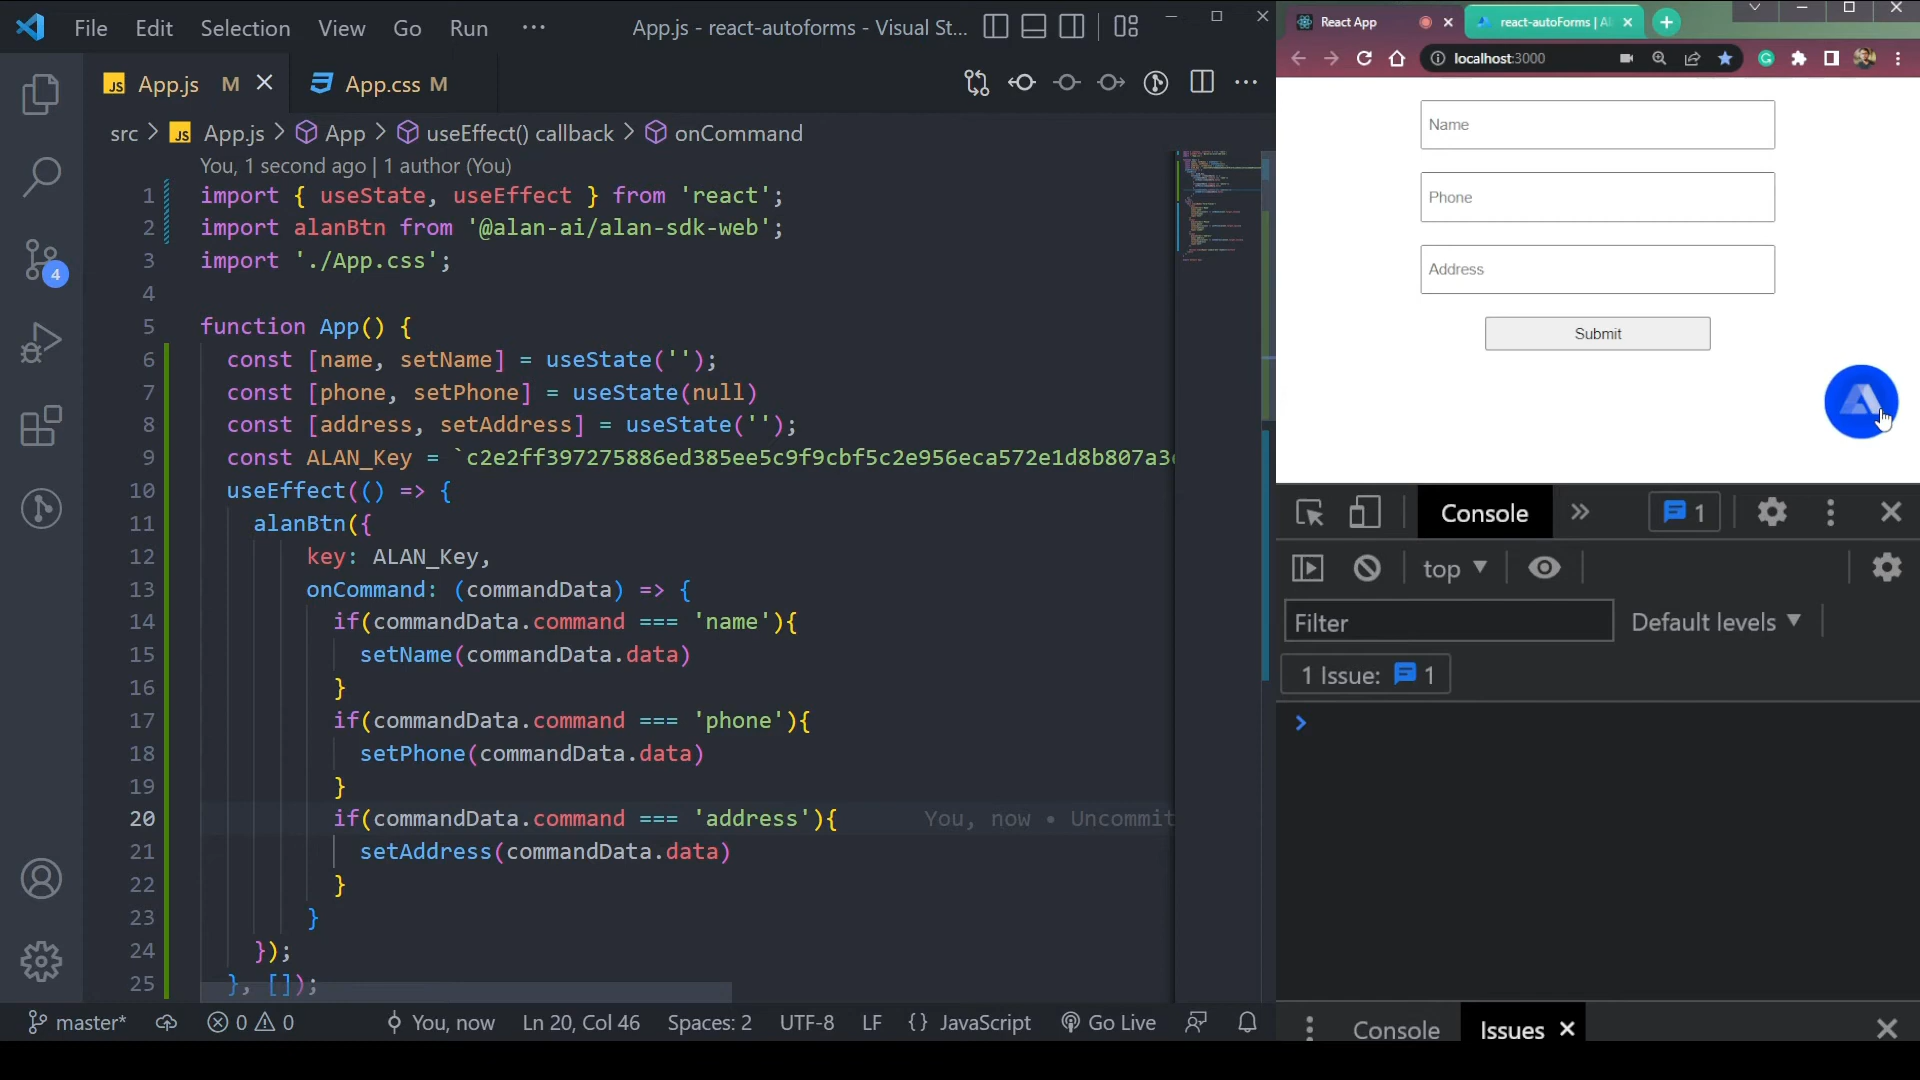 File Edit Selection View Go Run ··· App.js - react-autoforms - Visual St...
JS App.js M App.css M
src > JS App.js > App > useEffect() callback > onCommand
You, 1 second ago | 1 author (You)
1 import { useState, useEffect } from 'react';
2 import alanBtn from '@alan-ai/alan-sdk-web';
3 import './App.css';
4
5 function App() {
6 const [name, setName] = useState('');
7 const [phone, setPhone] = useState(null)
8 const [address, setAddress] = useState('');
9 const ALAN_Key = `c2e2ff397275886ed385ee5c9f9cbf5c2e956eca572e1d8b807a3
10 useEffect(() => {
11 alanBtn({
12 key: ALAN_Key,
13 onCommand: (commandData) => {
14 if(commandData.command === 'name'){
15 setName(commandData.data)
16 }
17 if(commandData.command === 'phone'){
18 setPhone(commandData.data)
19 }
20 if(commandData.command === 'address'){ You, now • Uncommit
21 setAddress(commandData.data)
22 }
23 }
24 });
25 }, []);
master* 0 0 You, now Ln 20, Col 46 Spaces: 2 UTF-8 LF {} JavaScript Go Live
4
React App react-autoForms | Al
localhost:3000
Name
Phone
Address
Submit
Console 1
top
Filter Default levels
1 Issue: 1
Console Issues